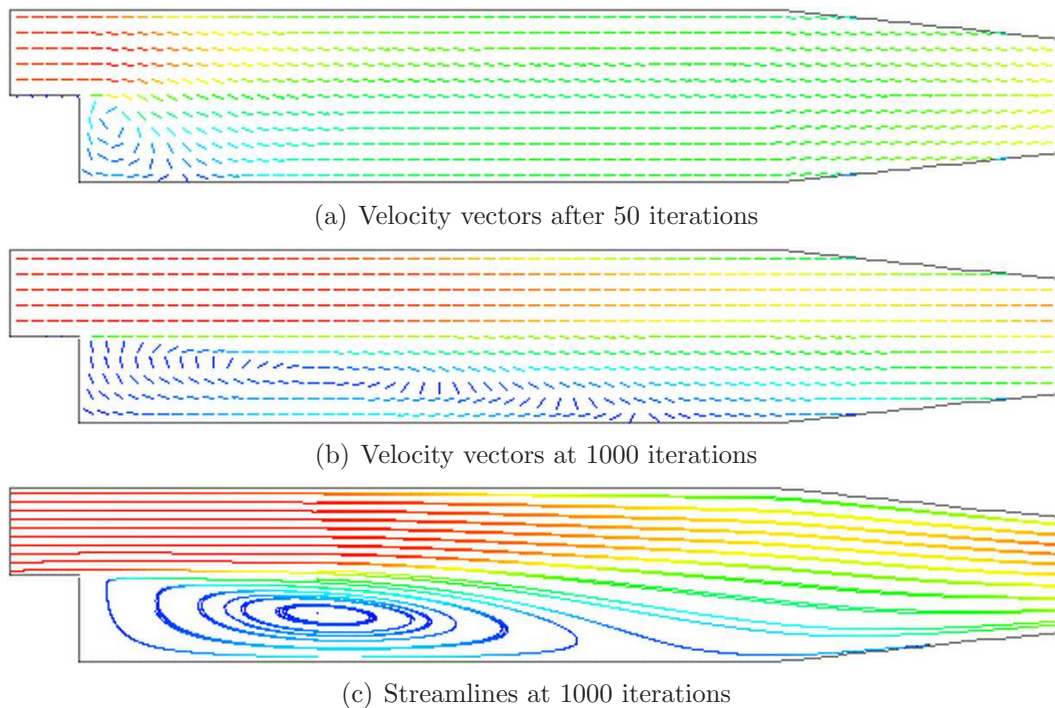 (a) Velocity vectors after 50 iterations
(b) Velocity vectors at 1000 iterations
(c) Streamlines at 1000 iterations